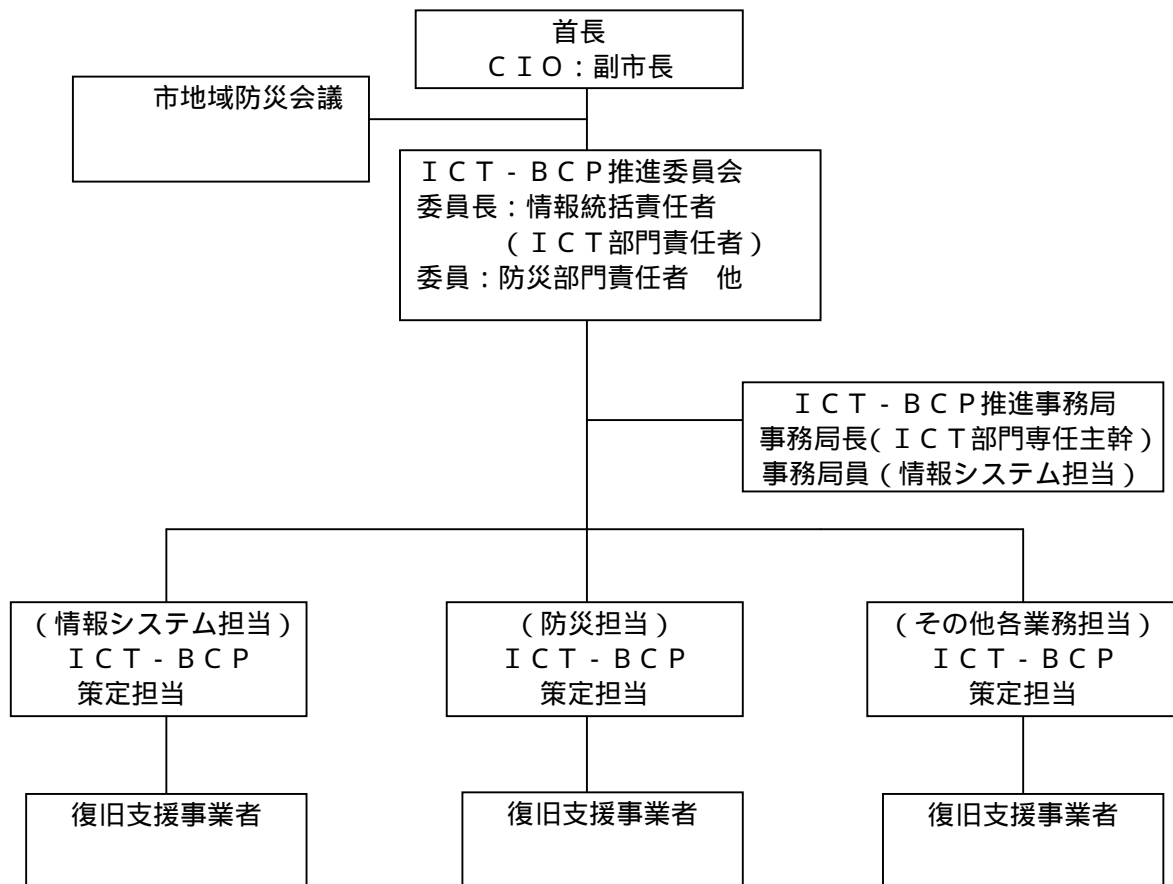 首長
ＣＩＯ：副市長
市地域防災会議
ＩＣＴ‐ＢＣＰ推進委員会
委員長：情報統括責任者
（ＩＣＴ部門責任者）
委員：防災部門責任者　他
ＩＣＴ‐ＢＣＰ推進事務局
事務局長(ＩＣＴ部門専任主幹)
事務局員（情報システム担当）
（情報システム担当）
ＩＣＴ‐ＢＣＰ
策定担当
（防災担当）
ＩＣＴ‐ＢＣＰ
策定担当
（その他各業務担当）
ＩＣＴ‐ＢＣＰ
策定担当
復旧支援事業者
復旧支援事業者
復旧支援事業者